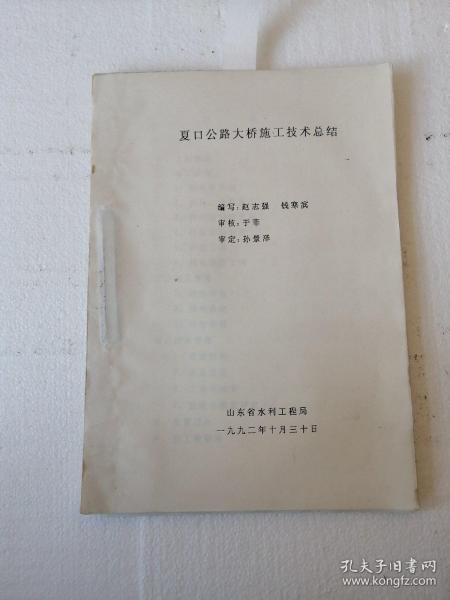 夏口公路大桥施工技术总结
编写：赵志强　钱寒滨
审核：于菲
审定：孙景泽
山东省水利工程局
一九九二年十月三十日
孔夫子旧书网
www.kongfz.com